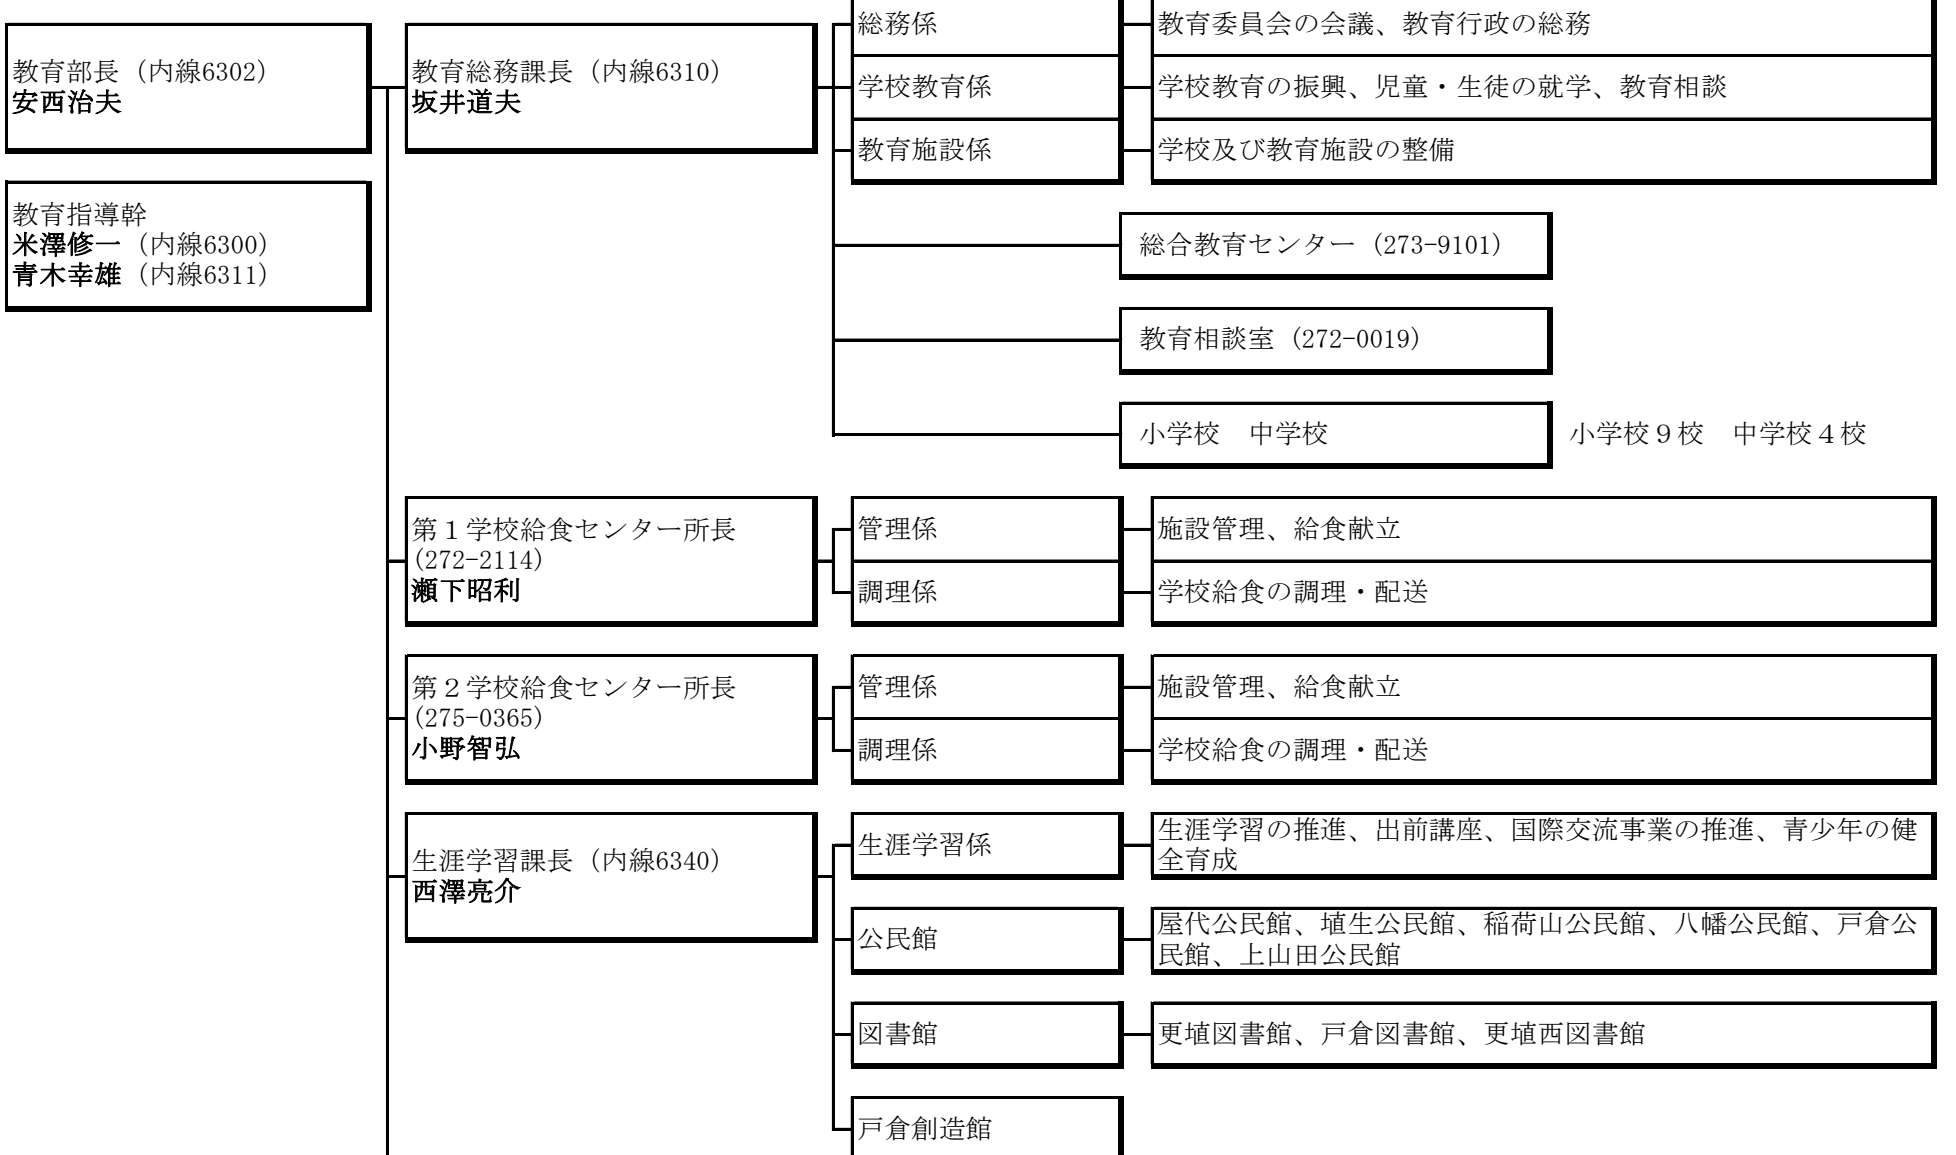 総務係
教育委員会の会議、教育行政の総務
教育部長（内線6302）
安西治夫
教育総務課長（内線6310）
坂井道夫
学校教育係
学校教育の振興、児童・生徒の就学、教育相談
教育施設係
学校及び教育施設の整備
教育指導幹
米澤修一（内線6300）
青木幸雄（内線6311）
総合教育センター（273-9101）
教育相談室（272-0019）
小学校　中学校
小学校９校　中学校４校
第１学校給食センター所長
（272-2114）
瀬下昭利
管理係
施設管理、給食献立
調理係
学校給食の調理・配送
第２学校給食センター所長
（275-0365）
小野智弘
管理係
施設管理、給食献立
調理係
学校給食の調理・配送
生涯学習課長（内線6340）
西澤亮介
生涯学習係
生涯学習の推進、出前講座、国際交流事業の推進、青少年の健
全育成
公民館
屋代公民館、埴生公民館、稲荷山公民館、八幡公民館、戸倉公
民館、上山田公民館
図書館
更埴図書館、戸倉図書館、更埴西図書館
戸倉創造館